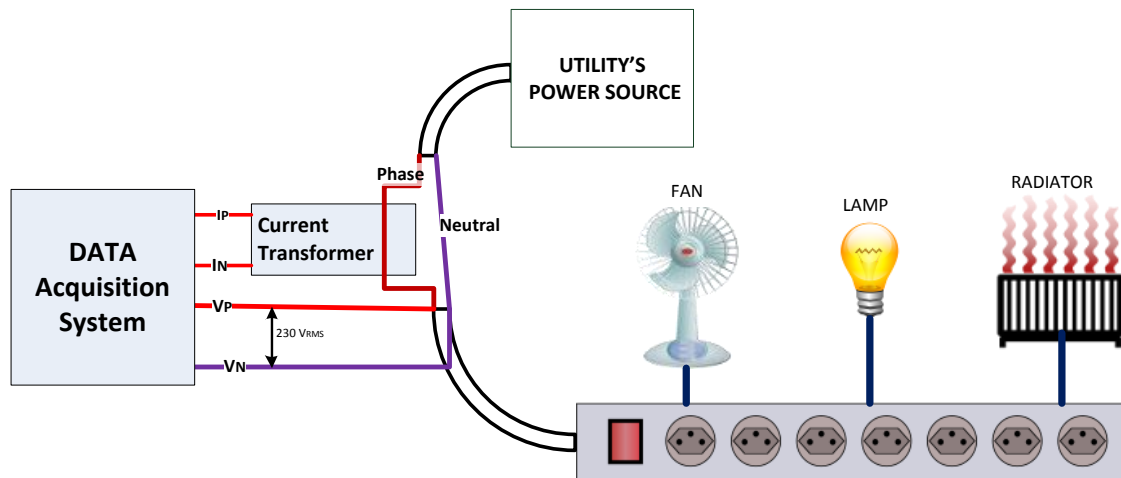 UTILITY'S
POWER SOURCE
Phase
Neutral
Current
Transformer
IP
IN
VP
VN
DATA
Acquisition
System
230 VRMS
FAN
LAMP
RADIATOR